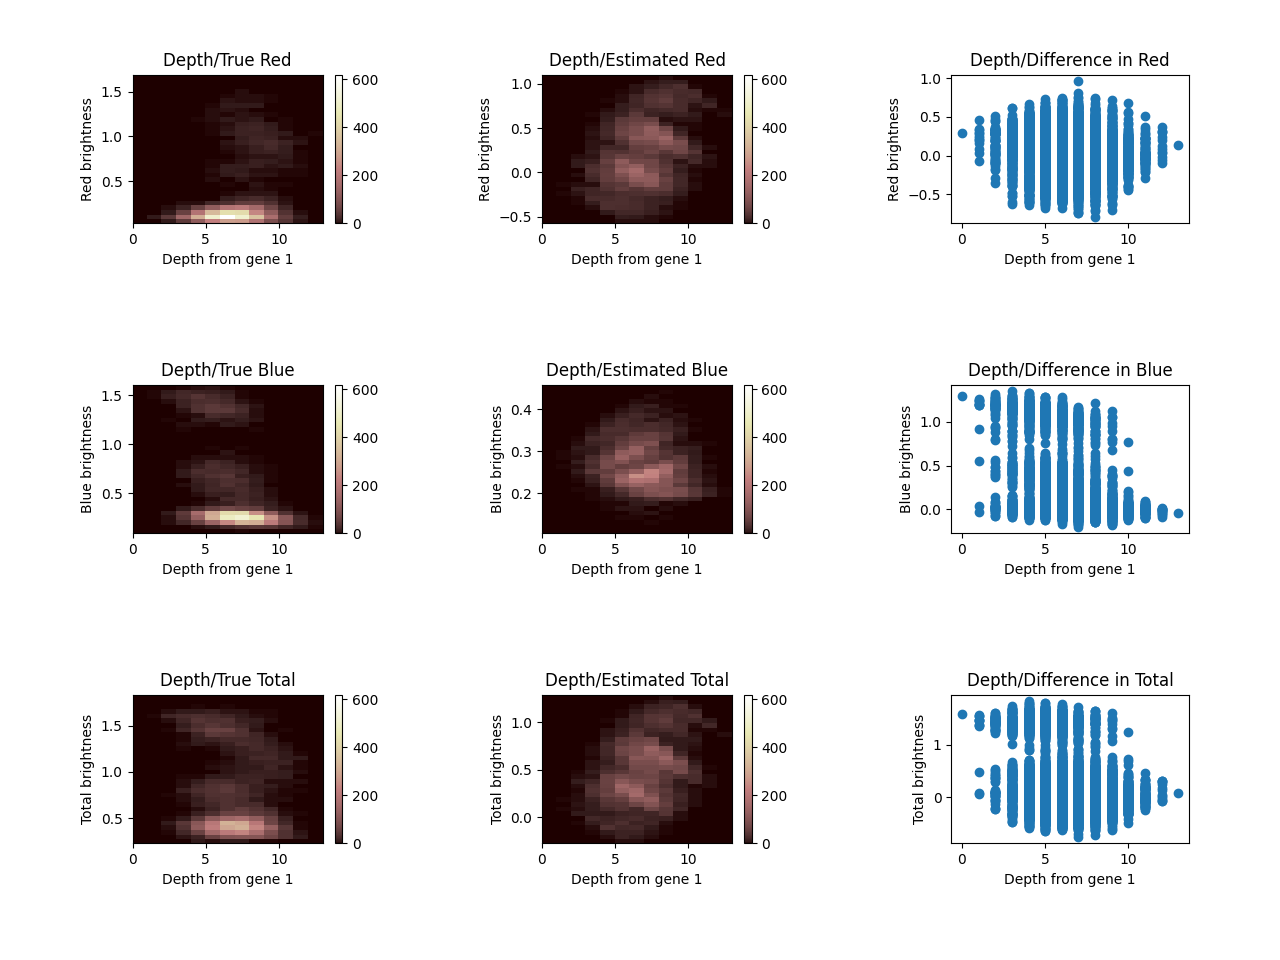 Depth/True Red
Red brightness
1.5
1.0
0.5
0
5
10
Depth from gene 1
600
400
200
0
Depth/Estimated Red
Red brightness
1.0
0.5
0.0
−0.5
0
5
10
Depth from gene 1
600
400
200
0
Depth/Difference in Red
Red brightness
1.0
0.5
0.0
−0.5
0
5
10
Depth from gene 1
Depth/True Blue
Blue brightness
1.5
1.0
0.5
0
5
10
Depth from gene 1
600
400
200
0
Depth/Estimated Blue
Blue brightness
0.4
0.3
0.2
0
5
10
Depth from gene 1
600
400
200
0
Depth/Difference in Blue
Blue brightness
1.0
0.5
0.0
0
5
10
Depth from gene 1
Depth/True Total
Total brightness
1.5
1.0
0.5
0
5
10
Depth from gene 1
600
400
200
0
Depth/Estimated Total
Total brightness
1.0
0.5
0.0
0
5
10
Depth from gene 1
600
400
200
0
Depth/Difference in Total
Total brightness
1
0
0
5
10
Depth from gene 1